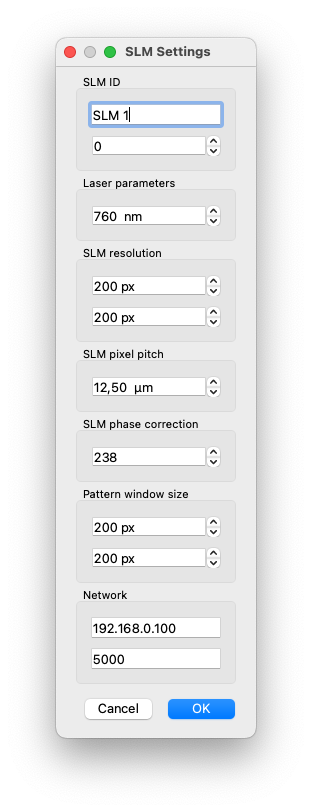 SLM Settings
SLM ID
SLM 1
0
Laser parameters
760 nm
SLM resolution
200 px
200 px
SLM pixel pitch
12,50 µm
SLM phase correction
238
Pattern window size
200 px
200 px
Network
192.168.0.100
5000
Cancel OK